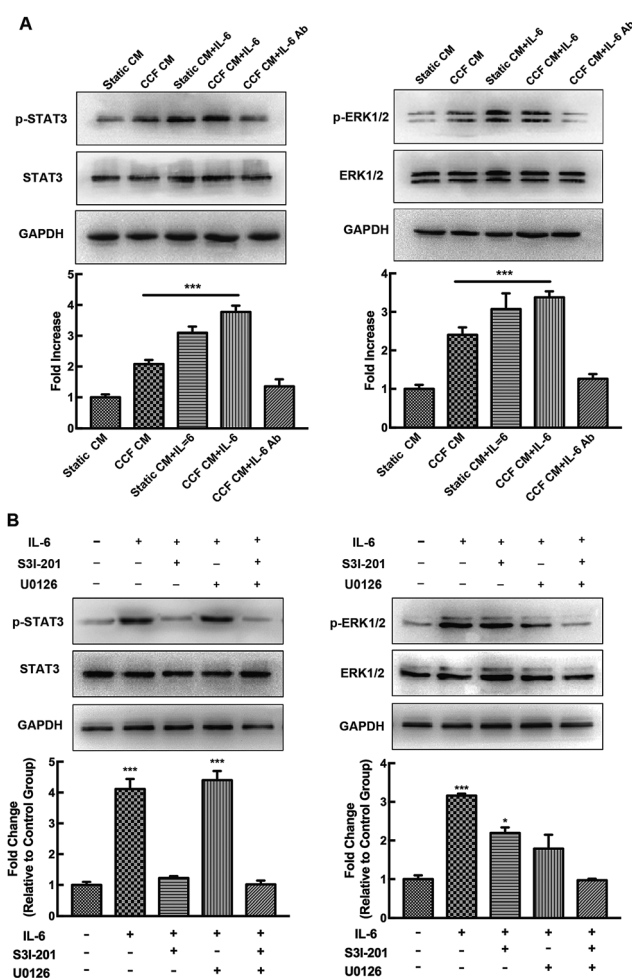 A
Static CM CCF CM Static CM+IL-6 CCF CM+IL-6 CCF CM+IL-6 Ab
p-STAT3
STAT3
GAPDH
Fold Increase
5
4
3
2
1
0
***
Static CM CCF CM Static CM+IL=6 CCF CM+IL-6 CCF CM+IL-6 Ab
Static CM CCF CM Static CM+IL-6 CCF CM+IL-6 CCF CM+IL-6 Ab
p-ERK1/2
ERK1/2
GAPDH
Fold Increase
4
3
2
1
0
***
Static CM CCF CM Static CM+IL-6 CCF CM+IL-6 CCF CM+IL-6 Ab
B
IL-6 – + + + +
S3I-201 – – + – +
U0126 – – – + +
p-STAT3
STAT3
GAPDH
Fold Change
(Relative to Control Group)
5
4
3
2
1
0
*** ***
IL-6 – + + + +
S3I-201 – – + – +
U0126 – – – + +
IL-6 – + + + +
S3I-201 – – + – +
U0126 – – – + +
p-ERK1/2
ERK1/2
GAPDH
Fold Change
(Relative to Control Group)
4
3
2
1
0
*** *
IL-6 – + + + +
S3I-201 – – + – +
U0126 – – – + +